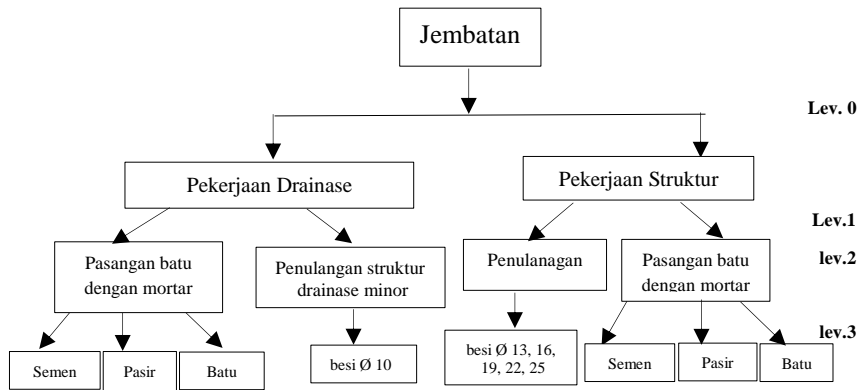 Jembatan
Lev. 0
Pekerjaan Drainase
Pekerjaan Struktur
Lev.1
Pasangan batu
dengan mortar
Penulangan struktur
drainase minor
Penulanagan
Pasangan batu
dengan mortar
lev.2
lev.3
Semen
Pasir
Batu
besi Ø 10
besi Ø 13, 16,
19, 22, 25
Semen
Pasir
Batu